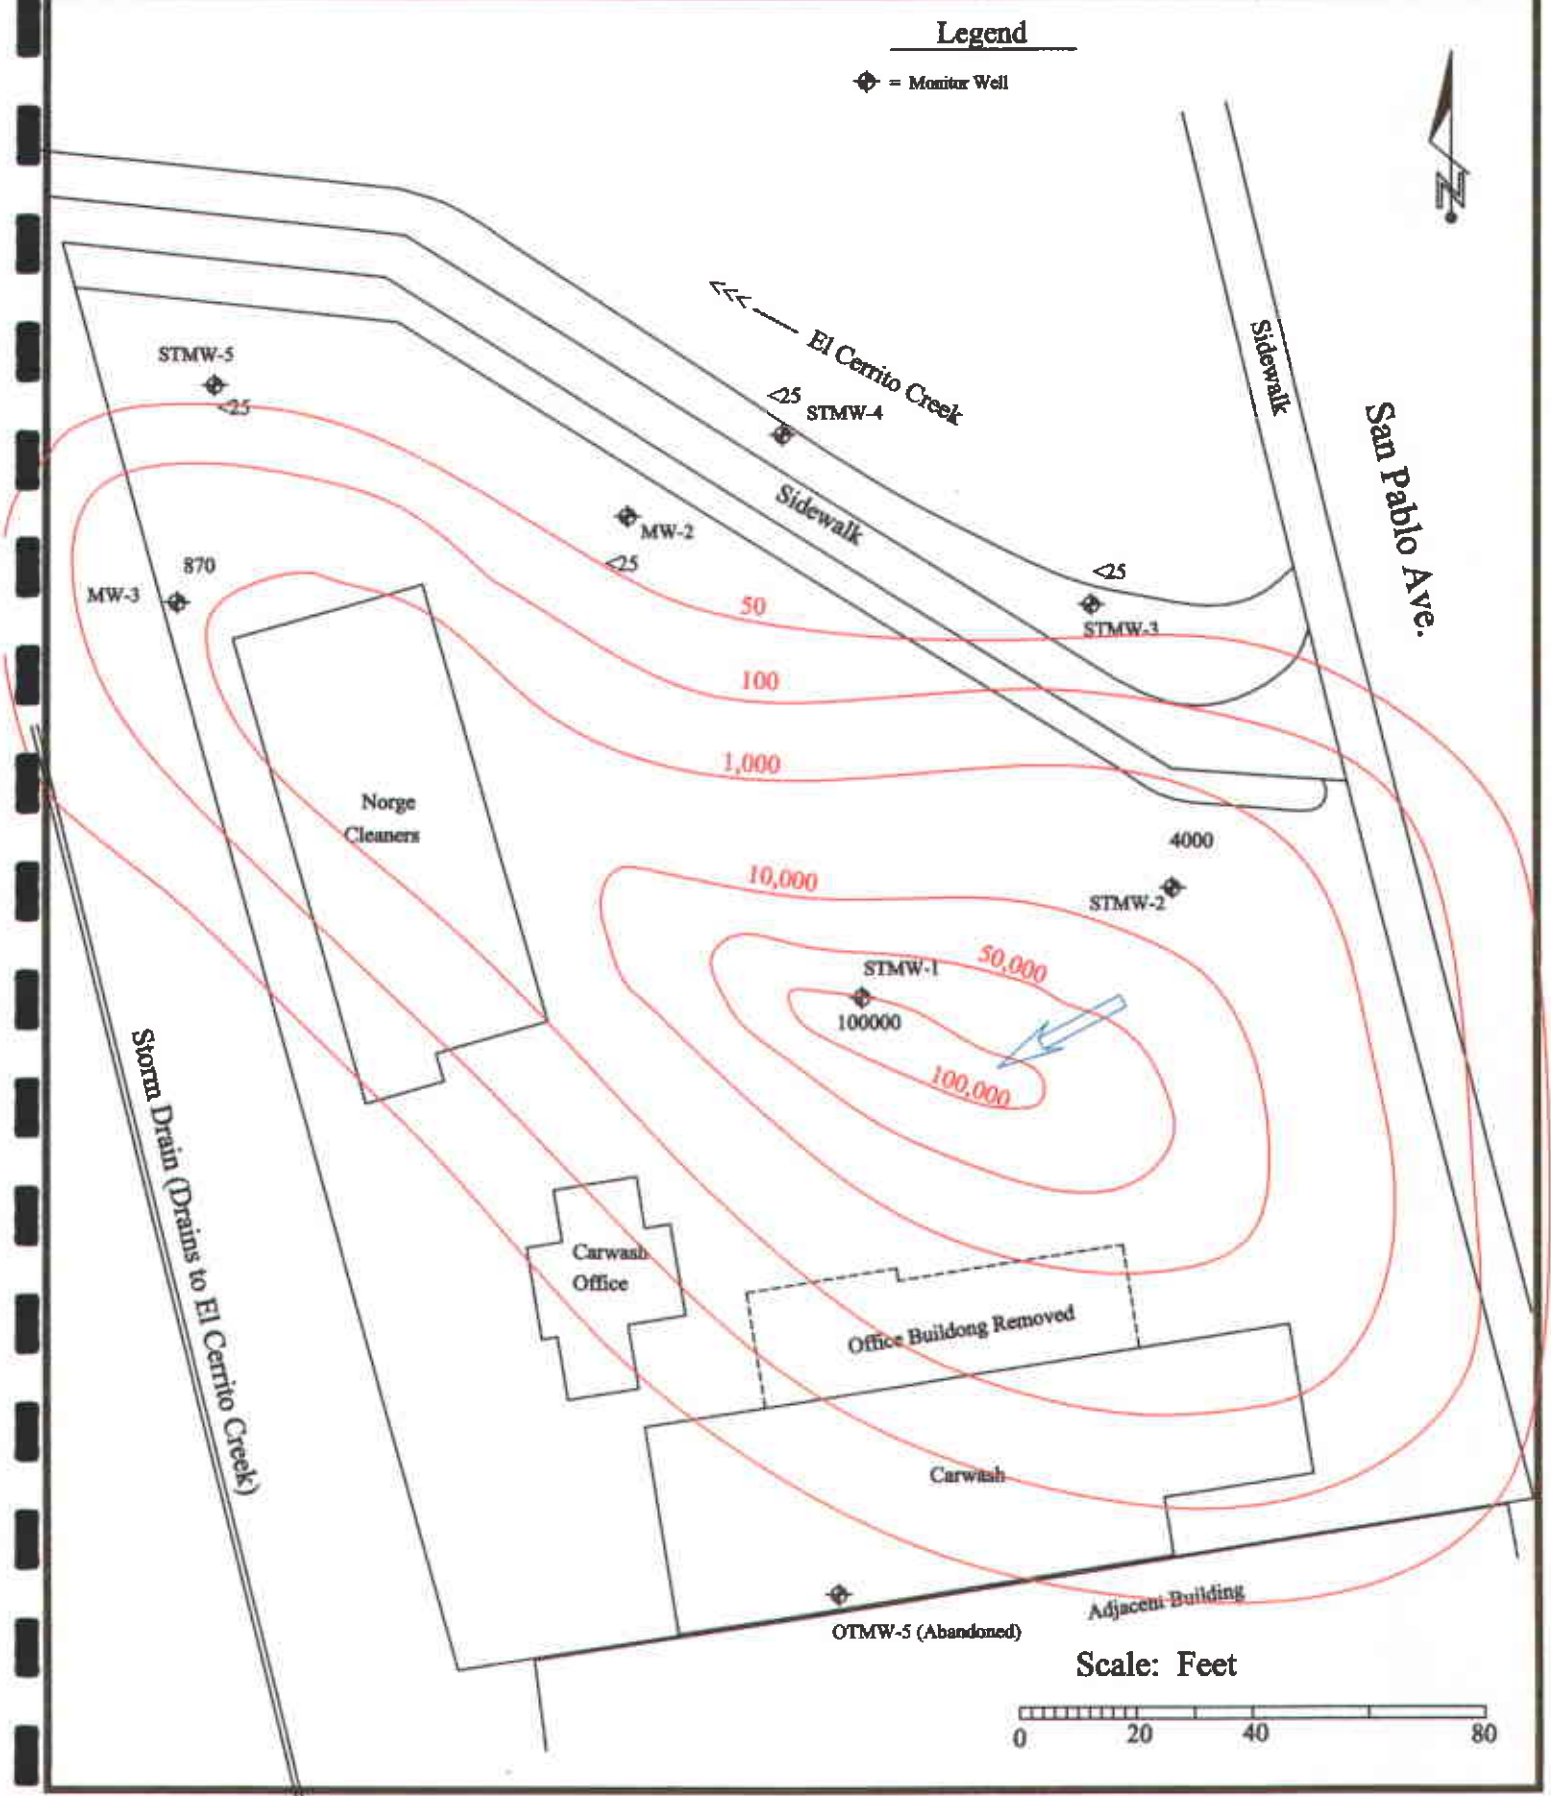 Legend
= Monitor Well
N
Sidewalk
San Pablo Ave.
El Cerrito Creek
STMW-5
<25
<25
STMW-4
Sidewalk
MW-2
<25
<25
STMW-3
870
MW-3
50
100
1,000
Norge
Cleaners
4000
STMW-2
10,000
50,000
STMW-1
100000
100,000
Storm Drain (Drains to El Cerrito Creek)
Carwash
Office
Office Buildong Removed
Carwash
Adjacent Building
OTMW-5 (Abandoned)
Scale: Feet
0 20 40 80